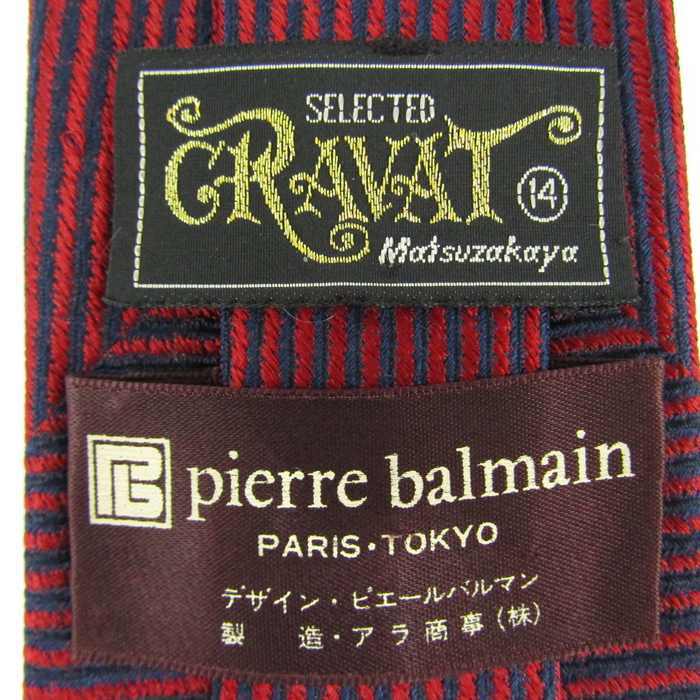 SELECTED
CRAVAT 14
Matsuzakaya
PB pierre balmain
PARIS・TOKYO
デザイン・ピエールバルマン
製 造・アラ商事(株)